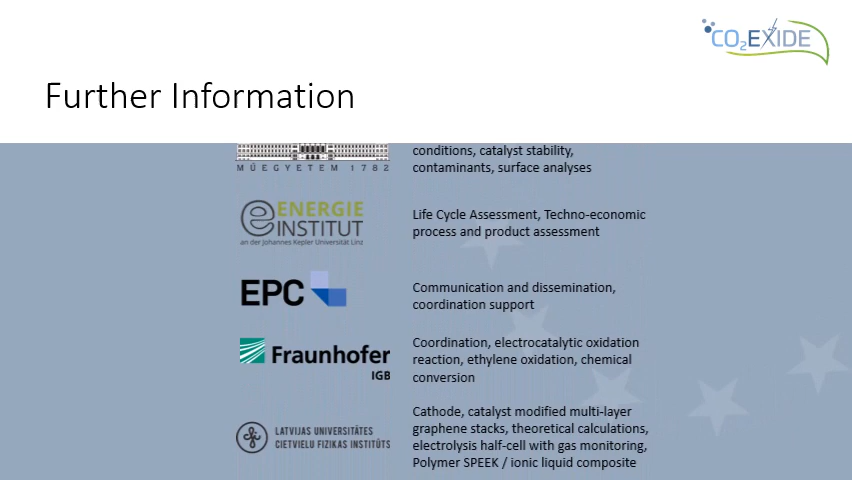 CO₂EXIDE
Further Information
conditions, catalyst stability,
contaminants, surface analyses
MŰEGYETEM 1782
ENERGIE
INSTITUT
an der Johannes Kepler Universität Linz
Life Cycle Assessment, Techno-economic
process and product assessment
EPC
Communication and dissemination,
coordination support
Fraunhofer
IGB
Coordination, electrocatalytic oxidation
reaction, ethylene oxidation, chemical
conversion
LATVIJAS UNIVERSITĀTES
CIETVIELU FIZIKAS INSTITŪTS
Cathode, catalyst modified multi-layer
graphene stacks, theoretical calculations,
electrolysis half-cell with gas monitoring,
Polymer SPEEK / ionic liquid composite